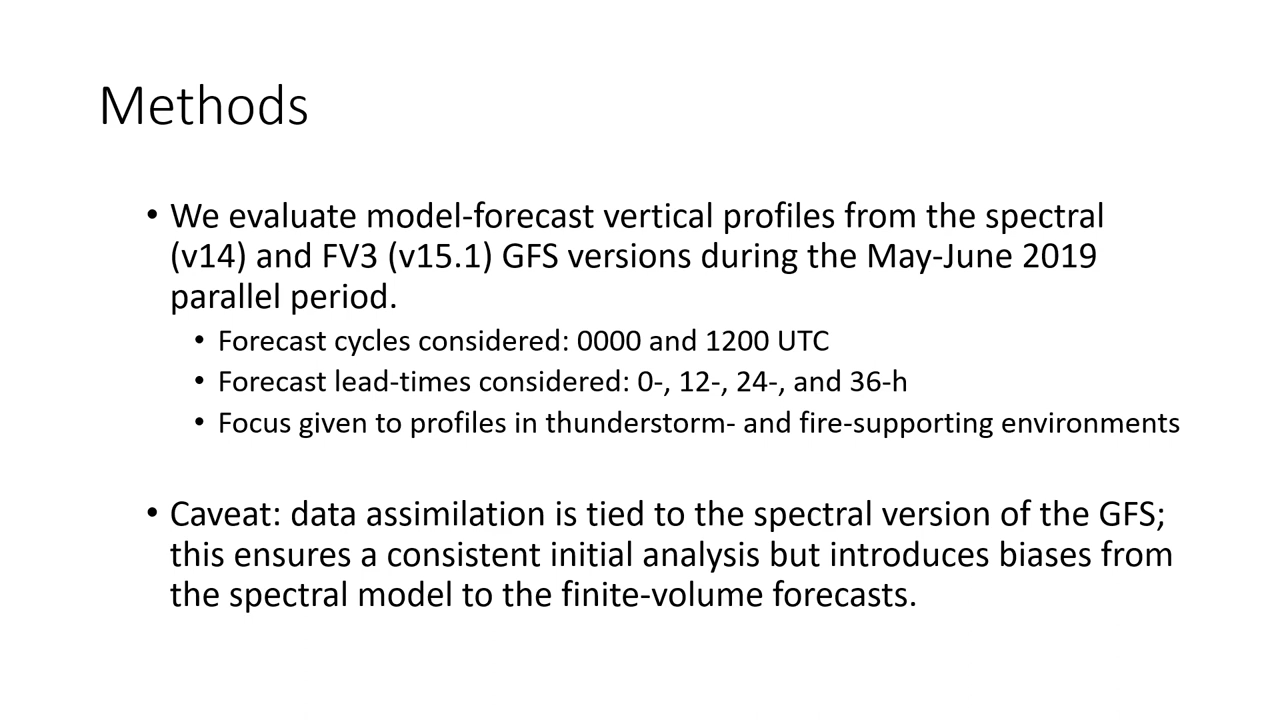 Methods
• We evaluate model-forecast vertical profiles from the spectral
(v14) and FV3 (v15.1) GFS versions during the May-June 2019
parallel period.
• Forecast cycles considered: 0000 and 1200 UTC
• Forecast lead-times considered: 0-, 12-, 24-, and 36-h
• Focus given to profiles in thunderstorm- and fire-supporting environments
• Caveat: data assimilation is tied to the spectral version of the GFS;
this ensures a consistent initial analysis but introduces biases from
the spectral model to the finite-volume forecasts.